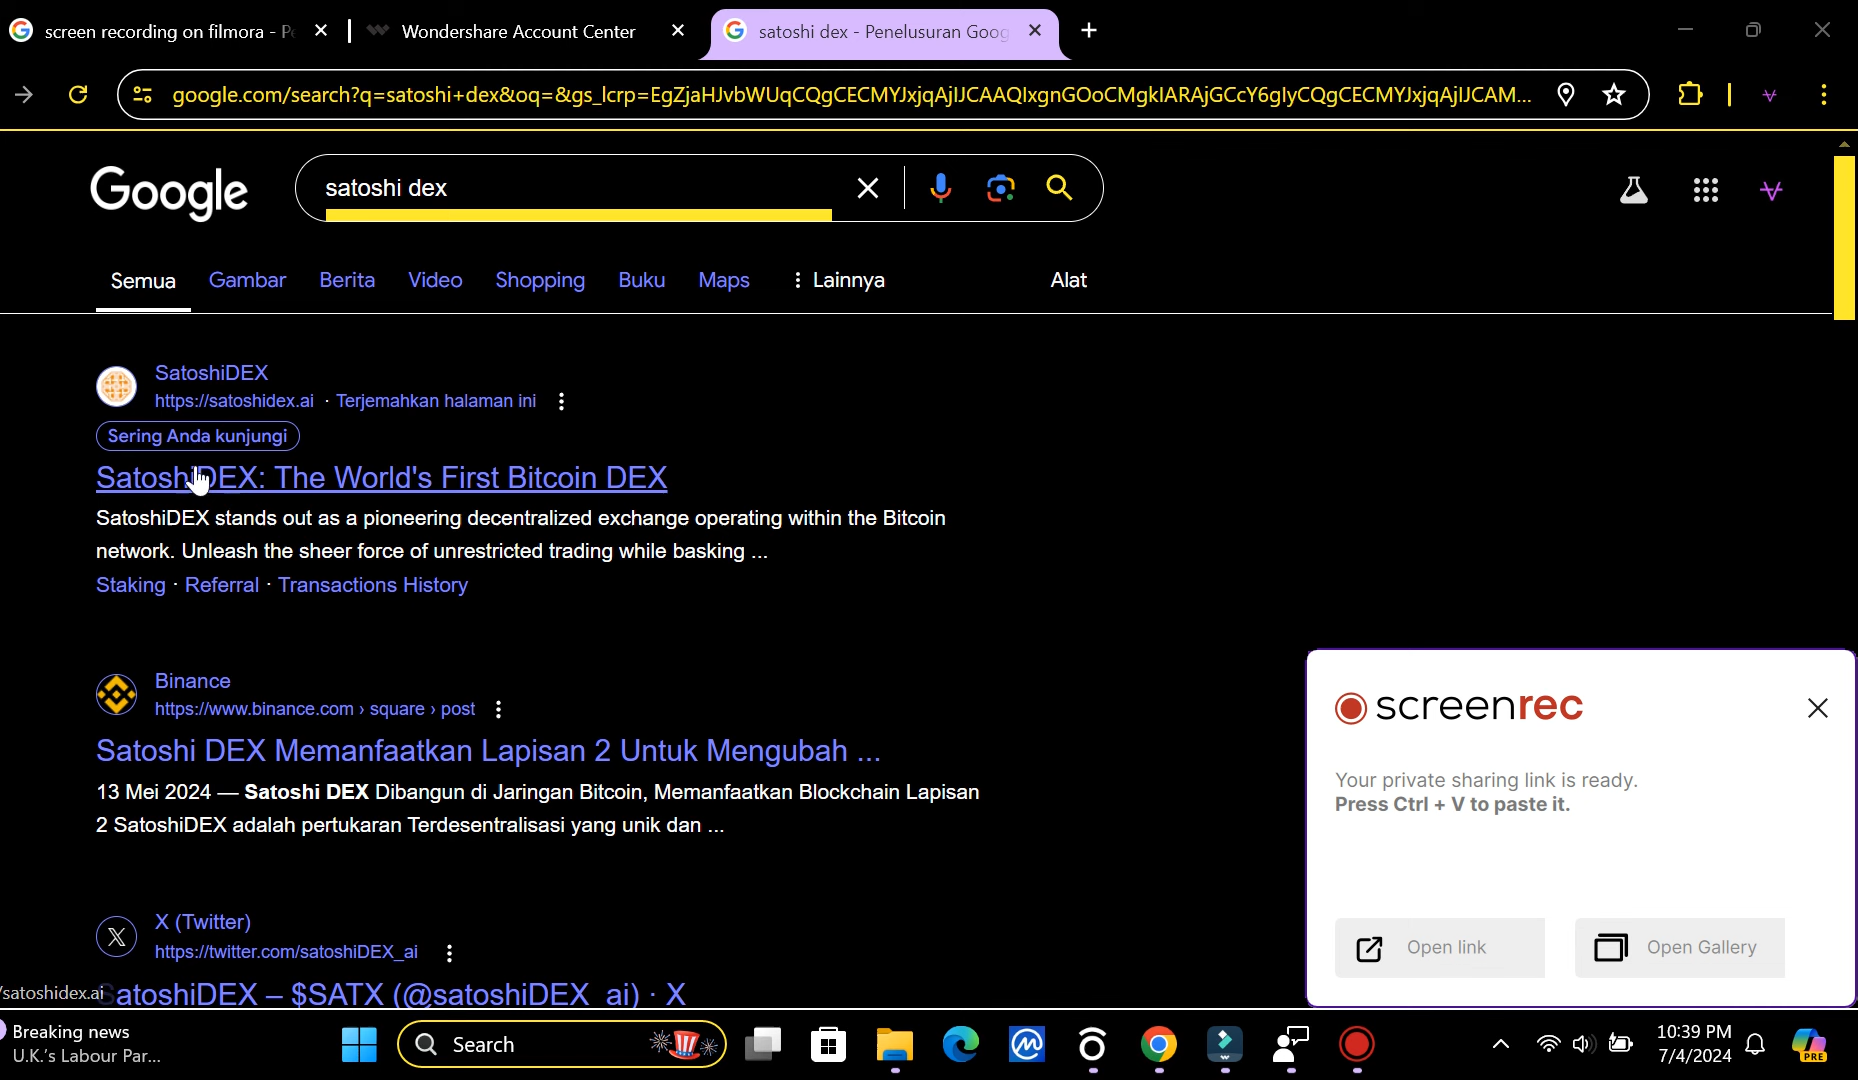 screen recording on filmora - P
Wondershare Account Center
satoshi dex - Penelusuran Goog
google.com/search?q=satoshi+dex&oq=&gs_lcrp=EgZjaHJvbWUqCQgCECMYJxjqAjIJCAAQIxgnGOoCMgkIARAjGCcY6gIyCQgCECMYJxjqAjIJCAM...
Google
satoshi dex
Semua Gambar Berita Video Shopping Buku Maps Lainnya Alat
SatoshiDEX
https://satoshidex.ai · Terjemahkan halaman ini
Sering Anda kunjungi
SatoshiDEX: The World's First Bitcoin DEX
SatoshiDEX stands out as a pioneering decentralized exchange operating within the Bitcoin
network. Unleash the sheer force of unrestricted trading while basking ...
Staking · Referral · Transactions History
Binance
https://www.binance.com › square › post
Satoshi DEX Memanfaatkan Lapisan 2 Untuk Mengubah ...
13 Mei 2024 — Satoshi DEX Dibangun di Jaringan Bitcoin, Memanfaatkan Blockchain Lapisan
2 SatoshiDEX adalah pertukaran Terdesentralisasi yang unik dan ...
X (Twitter)
https://twitter.com/satoshiDEX_ai
/satoshidex.ai
SatoshiDEX – $SATX (@satoshiDEX_ai) · X
screenrec
Your private sharing link is ready.
Press Ctrl + V to paste it.
Open link
Open Gallery
Breaking news
U.K.'s Labour Par...
Search
10:39 PM
7/4/2024
PRE